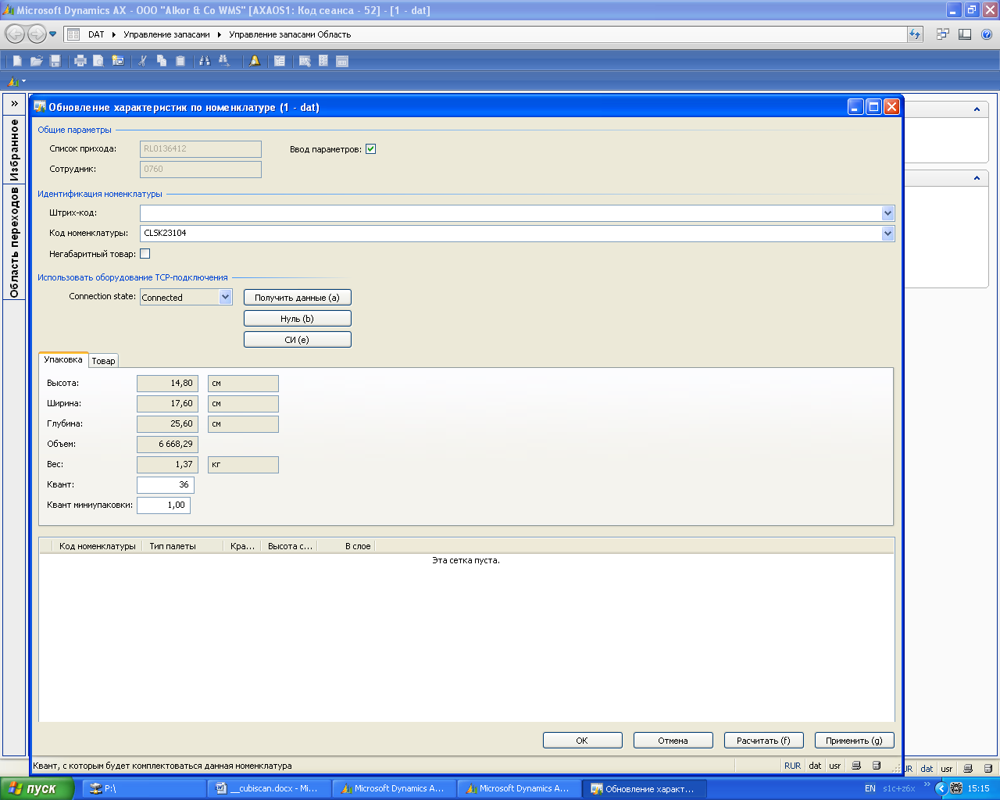 Microsoft Dynamics AX - ООО "Alkor & Co WMS" [AXAOS1: Код сеанса - 52] - [1 - dat]
DAT Управление запасами Управление запасами Область
Избранное
Область переходов
Обновление характеристик по номенклатуре (1 - dat)
Общие параметры
Список прихода: RL0136412 Ввод параметров:
Сотрудник: 0760
Идентификация номенклатуры
Штрих-код:
Код номенклатуры: CLSK23104
Негабаритный товар:
Использовать оборудование TCP-подключения
Connection state: Connected Получить данные (a)
Нуль (b)
СИ (e)
Упаковка Товар
Высота: 14,80 см
Ширина: 17,60 см
Глубина: 25,60 см
Объем: 6 668,29
Вес: 1,37 кг
Квант: 36
Квант миниупаковки: 1,00
Код номенклатуры Тип палеты Кра... Высота с... В слое
Эта сетка пуста.
OK Отмена Расчитать (f) Применить (g)
Квант, с которым будет комплектоваться данная номенклатура RUR dat usr
UR dat usr
пуск P:\ __cubiscan.docx - Mi... Microsoft Dynamics A... Microsoft Dynamics A... Обновление характ... EN s1c+z6x 15:15